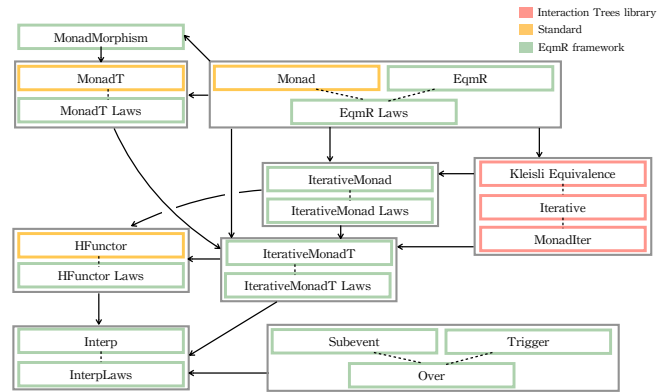 Interaction Trees library
Standard
EqmR framework
MonadMorphism
MonadT
MonadT Laws
Monad
EqmR
EqmR Laws
Kleisli Equivalence
Iterative
MonadIter
IterativeMonad
IterativeMonad Laws
HFunctor
HFunctor Laws
IterativeMonadT
IterativeMonadT Laws
Interp
InterpLaws
Subevent
Trigger
Over